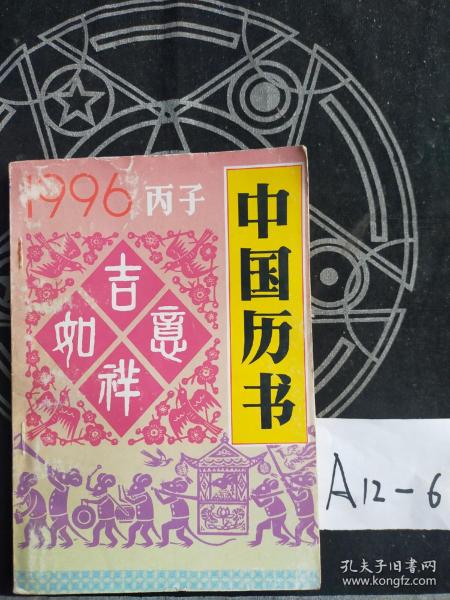 1996 丙子
中国历书
吉
如 意
祥
A12-6
孔夫子旧书网
www.kongfz.com